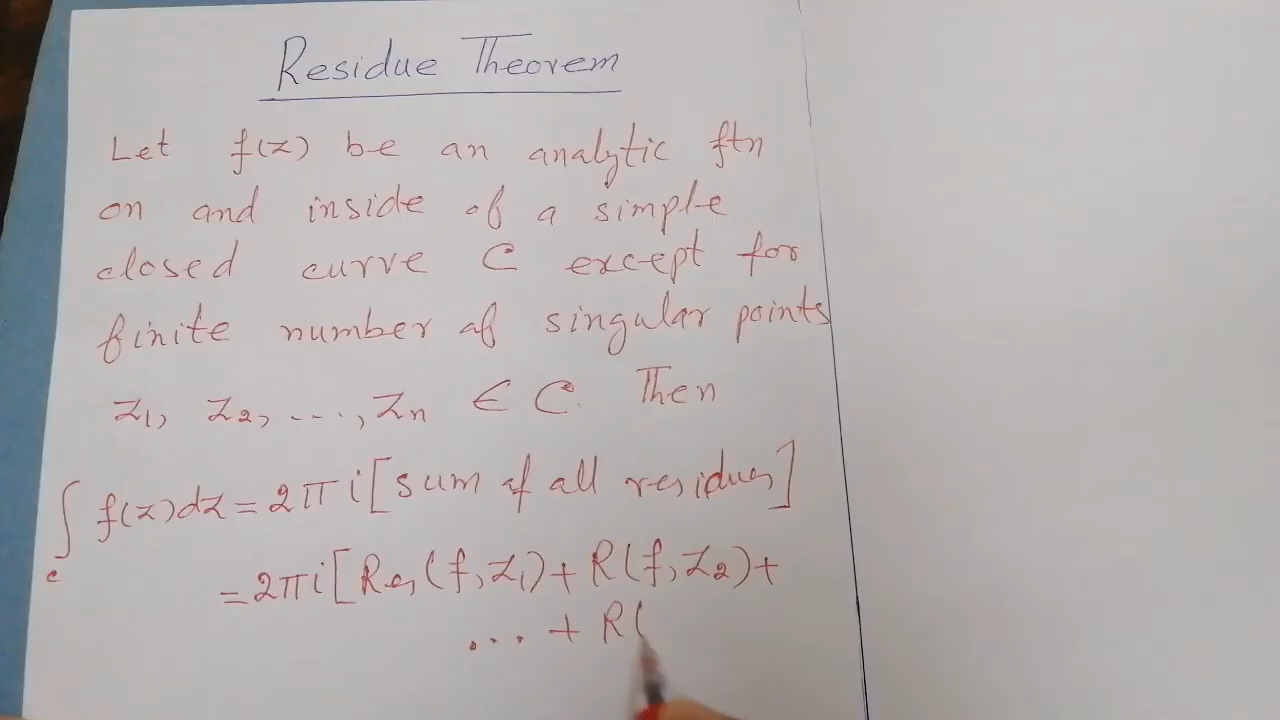 Residue Theorem
Let f(z) be an analytic ftn
on and inside of a simple
closed curve C except for
finite number of singular points
z₁, z₂, ..., zₙ ∈ C. Then
∫c f(z)dz = 2πi[sum of all residues]
= 2πi[Res(f,z₁) + R(f,z₂) +
... + R(